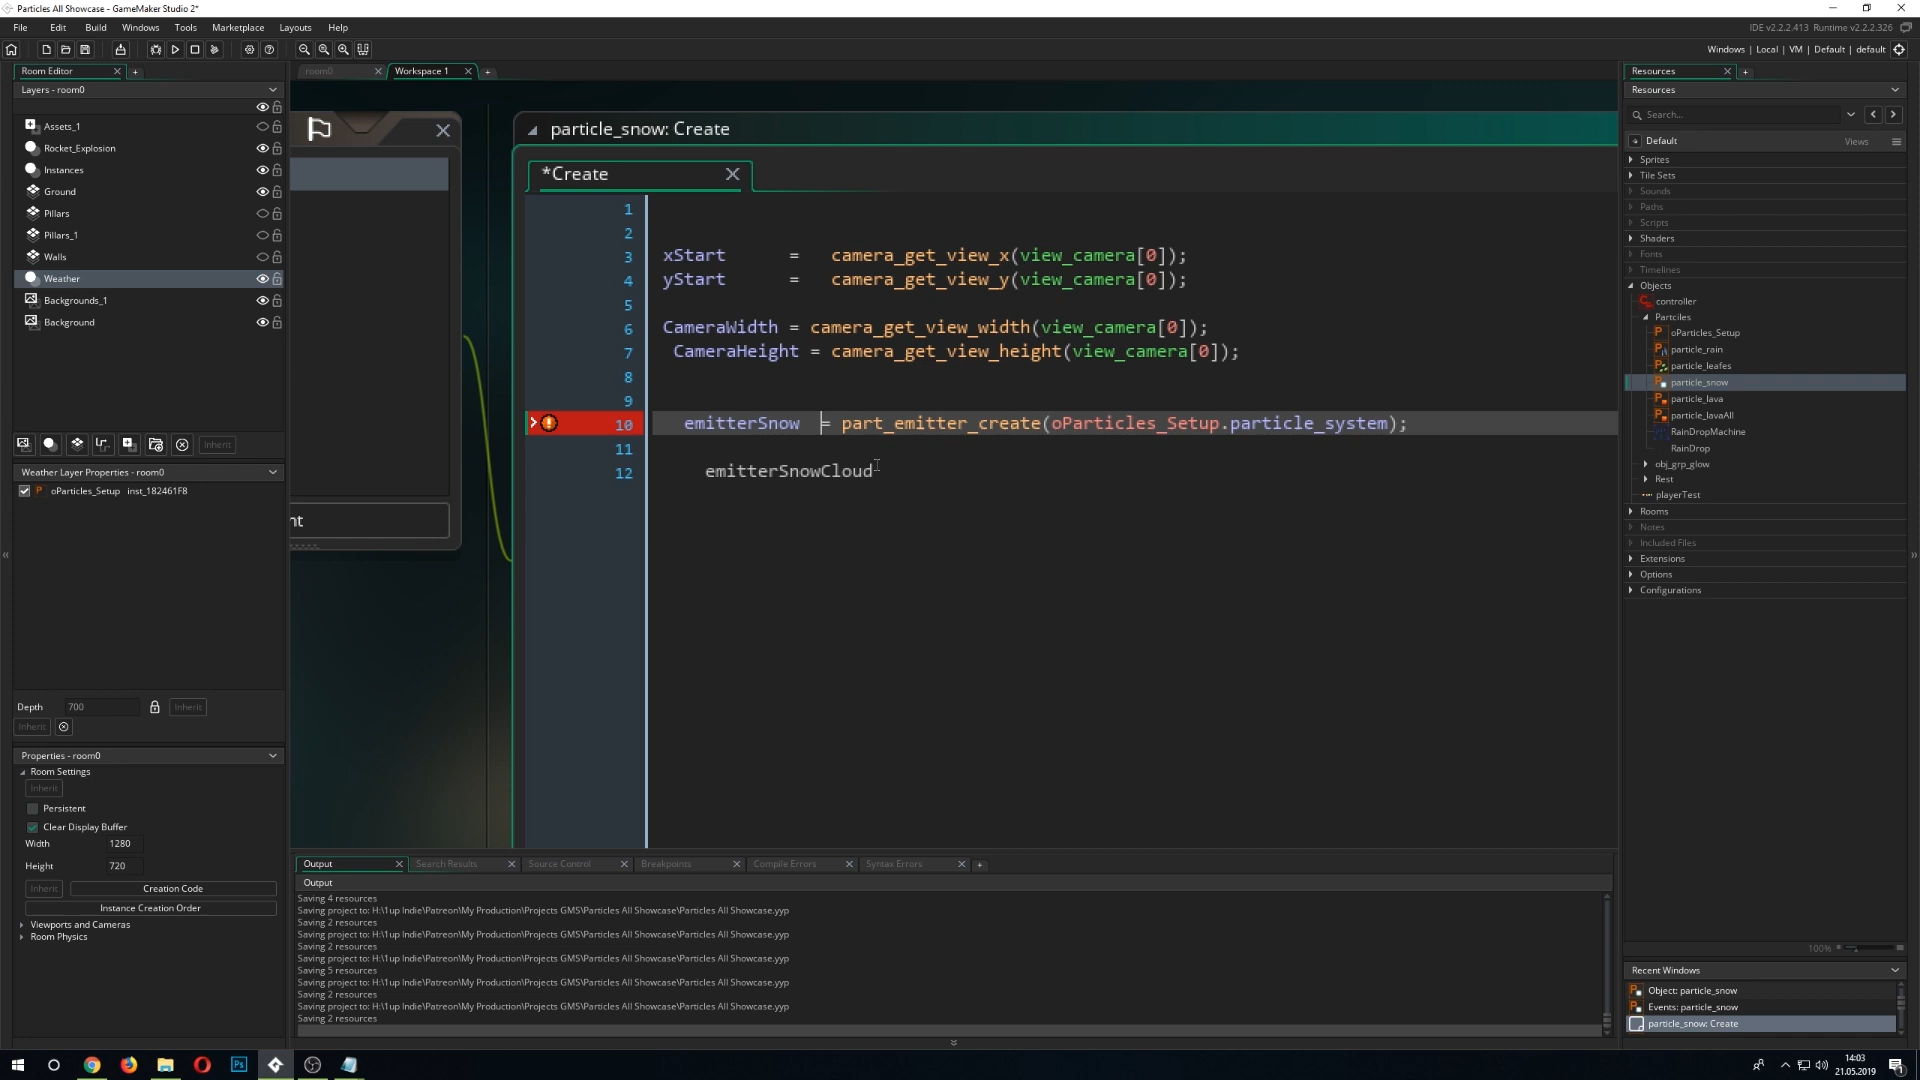 Particles All Showcase - GameMaker Studio 2*
File Edit Build Windows Tools Marketplace Layouts Help
IDE v2.2.2.413 Runtime v2.2.2.326
Windows | Local | VM | Default | default
Room Editor
room0
Workspace 1
Resources
Layers - room0
Assets_1
Rocket_Explosion
Instances
Ground
Pillars
Pillars_1
Walls
Weather
Backgrounds_1
Background
Inherit
Weather Layer Properties - room0
oParticles_Setup inst_182461F8
Depth 700 Inherit
Inherit
Properties - room0
Room Settings
Inherit
Persistent
Clear Display Buffer
Width 1280
Height 720
Inherit Creation Code
Instance Creation Order
Viewports and Cameras
Room Physics
nt
particle_snow: Create
*Create
1
2
3 xStart = camera_get_view_x(view_camera[0]);
4 yStart = camera_get_view_y(view_camera[0]);
5
6 CameraWidth = camera_get_view_width(view_camera[0]);
7 CameraHeight = camera_get_view_height(view_camera[0]);
8
9
10 emitterSnow = part_emitter_create(oParticles_Setup.particle_system);
11
12 emitterSnowCloud
Output Search Results Source Control Breakpoints Compile Errors Syntax Errors
Output
Saving 4 resources
Saving project to: H:\1up Indie\Patreon\My Production\Projects GMS\Particles All Showcase\Particles All Showcase.yyp
Saving 2 resources
Saving project to: H:\1up Indie\Patreon\My Production\Projects GMS\Particles All Showcase\Particles All Showcase.yyp
Saving 2 resources
Saving project to: H:\1up Indie\Patreon\My Production\Projects GMS\Particles All Showcase\Particles All Showcase.yyp
Saving 5 resources
Saving project to: H:\1up Indie\Patreon\My Production\Projects GMS\Particles All Showcase\Particles All Showcase.yyp
Saving 2 resources
Saving project to: H:\1up Indie\Patreon\My Production\Projects GMS\Particles All Showcase\Particles All Showcase.yyp
Saving 2 resources
Resources
Search...
Default Views
Sprites
Tile Sets
Sounds
Paths
Scripts
Shaders
Fonts
Timelines
Objects
controller
Partciles
oParticles_Setup
particle_rain
particle_leafes
particle_snow
particle_lava
particle_lavaAll
RainDropMachine
RainDrop
obj_grp_glow
Rest
playerTest
Rooms
Notes
Included Files
Extensions
Options
Configurations
100%
Recent Windows
Object: particle_snow
Events: particle_snow
particle_snow: Create
Ps
14:03
21.05.2019